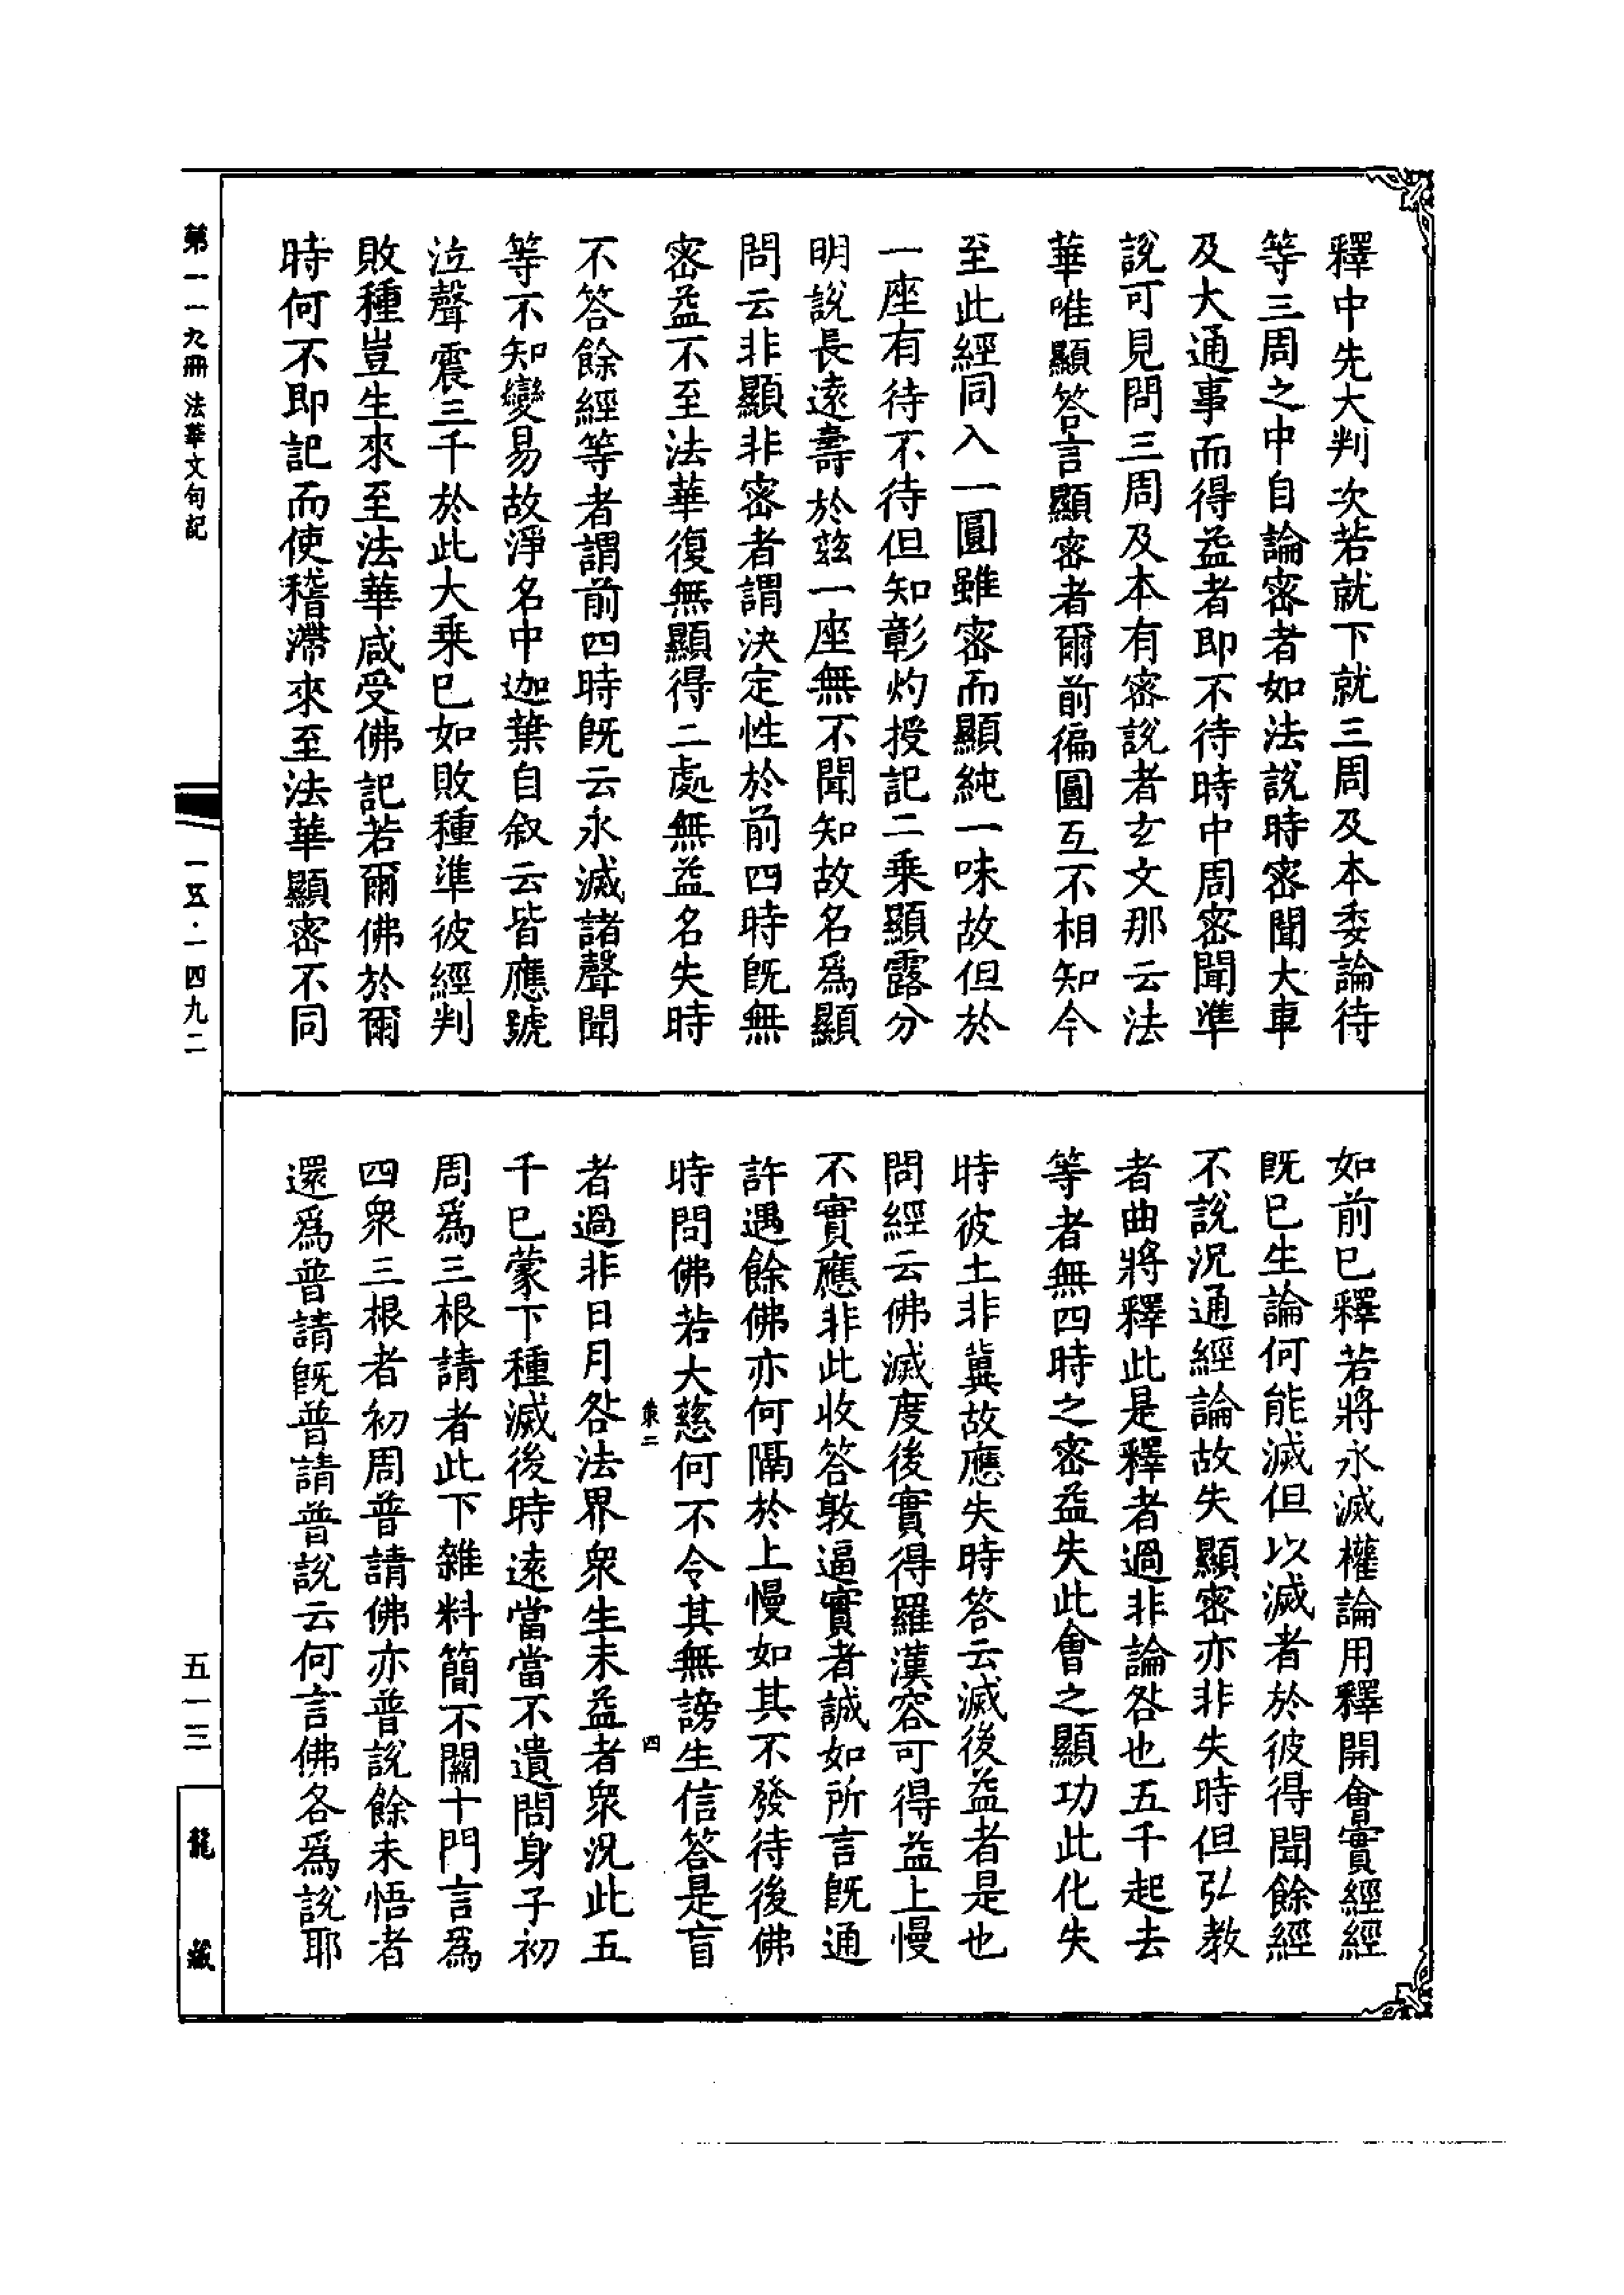 釋中先大判次若就下就三周及本委論待
等三周之中自論密者如法說時密聞大車
及大通事而得益者即不待時中周密聞準
說可見問三周及本有密說者玄文那云法
華唯顯答言顯密者爾前徧圓互不相知今
至此經同入一圓雖密而顯純一味故但於
一座有待不待但知彰灼授記二乗顯露分
明說長遠壽於茲一座無不聞知故名爲顯
問云非顯非密者謂決定性於前四時旣無
密益不至法華復無顯得二處無益名失時
不答餘經等者謂前四時旣云永滅諸聲聞
等不知變易故淨名中迦葉自叙云皆應號
泣聲震三千於此大乗已如敗種準彼經判
敗種豈生來至法華咸受佛記若爾佛於爾
時何不即記而使稽滯來至法華顯密不同
如前已釋若將永滅權論用釋開會實經經
旣已生論何能滅但以滅者於彼得聞餘經
不說況通經論故失顯密亦非失時但弘教
者曲將釋此是釋者過非論咎也五千起去
等者無四時之密益失此會之顯功此化失
時彼土非冀故應失時答云滅後益者是也
問經云佛滅度後實得羅漢容可得益上慢
不實應非此收答敦逼實者誠如所言旣通
許遇餘佛亦何隔於上慢如其不發待後佛
時問佛若大慈何不令其無謗生信答是盲
者過非日月咎法界衆生未益者衆況此五
千已蒙下種滅後時遠當當不遺問身子初
周爲三根請者此下雜料簡不關十門言爲
四衆三根者初周普請佛亦普說餘未悟者
還爲普請旣普請普說云何言佛各爲說耶
二
四
第一一九冊 法華文句記
一五·一四九二
五一三
龍藏